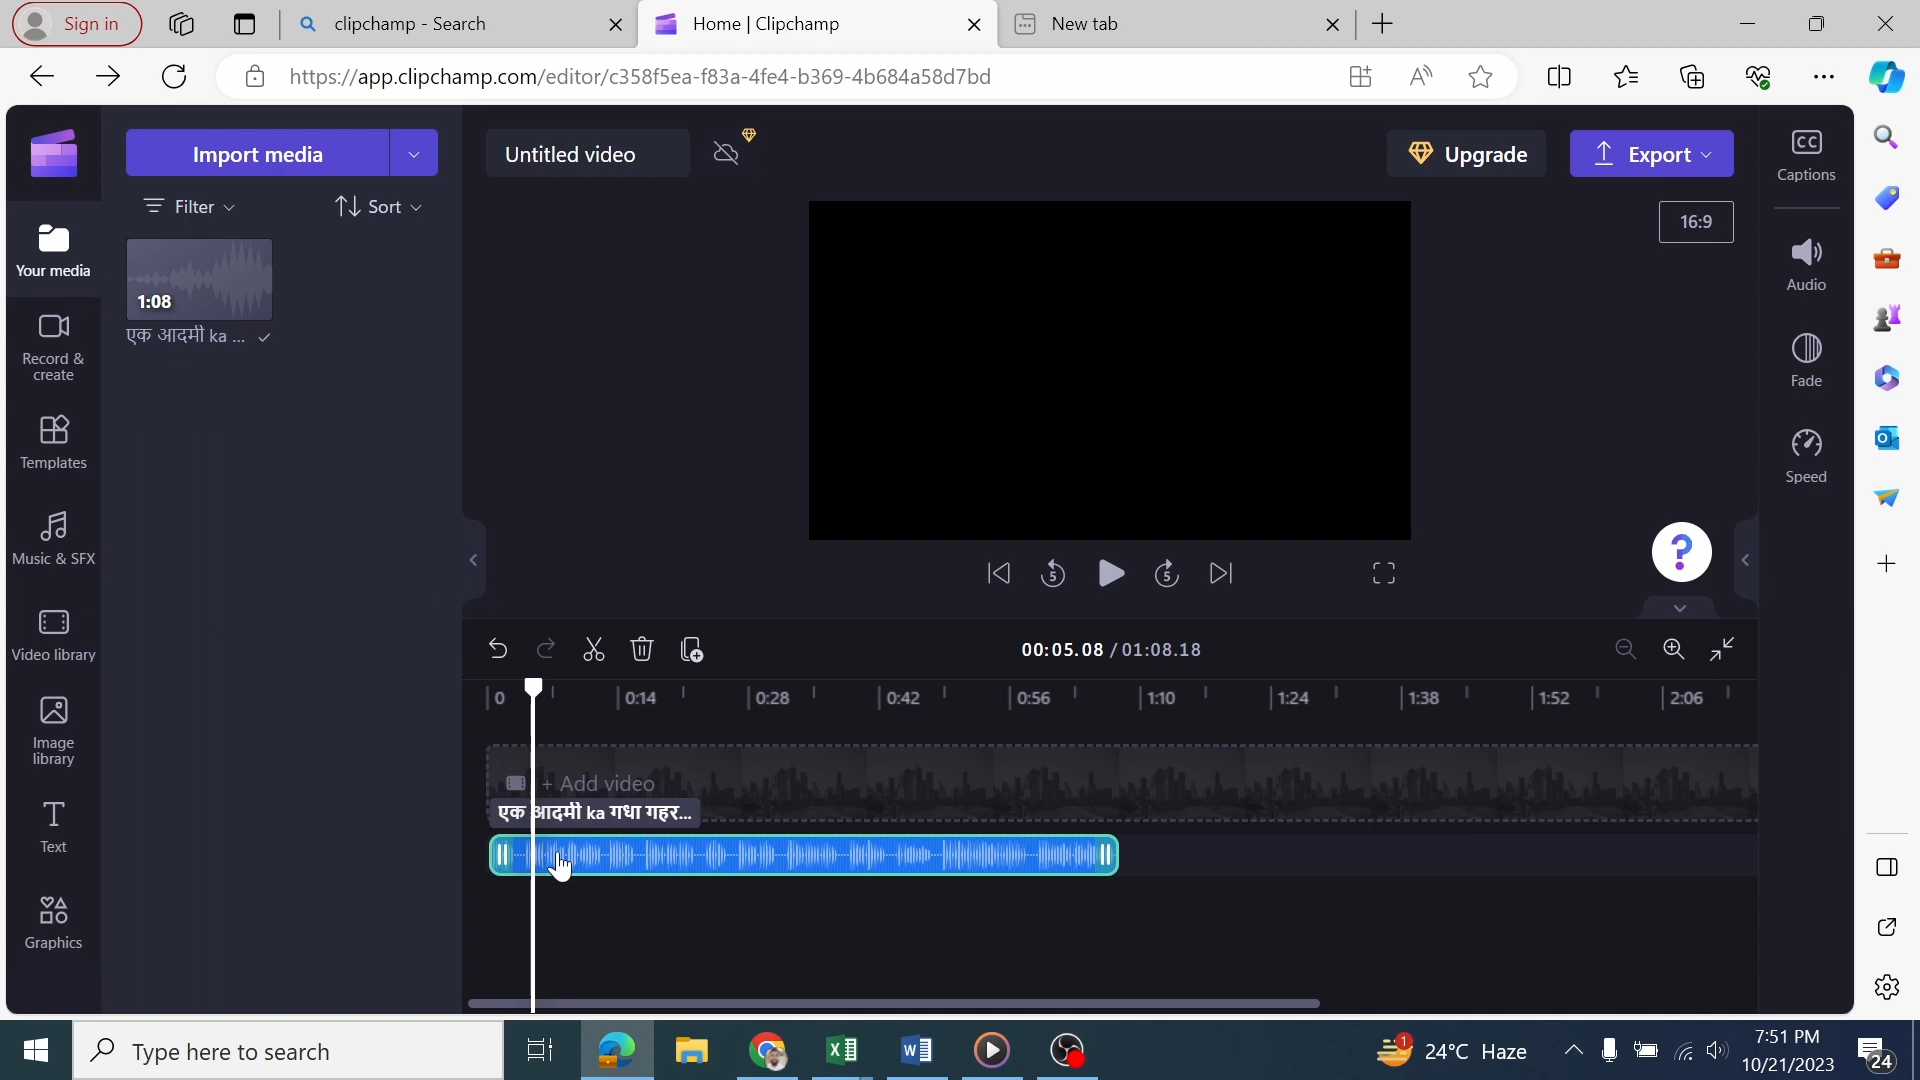 Sign in
clipchamp - Search
Home | Clipchamp
New tab
https://app.clipchamp.com/editor/c358f5ea-f83a-4fe4-b369-4b684a58d7bd
Import media
Untitled video
Upgrade
Export
Captions
Filter
Sort
16:9
Your media
1:08
एक आदमी ka ...
Audio
Record &
create
Fade
Templates
Speed
Music & SFX
5
5
?
Video library
00:05.08 / 01:08.18
0
0:14
0:28
0:42
0:56
1:10
1:24
1:38
1:52
2:06
Image
library
+ Add video
एक आदमी ka गधा गहर...
Text
Graphics
Type here to search
1
24°C Haze
7:51 PM
10/21/2023
24